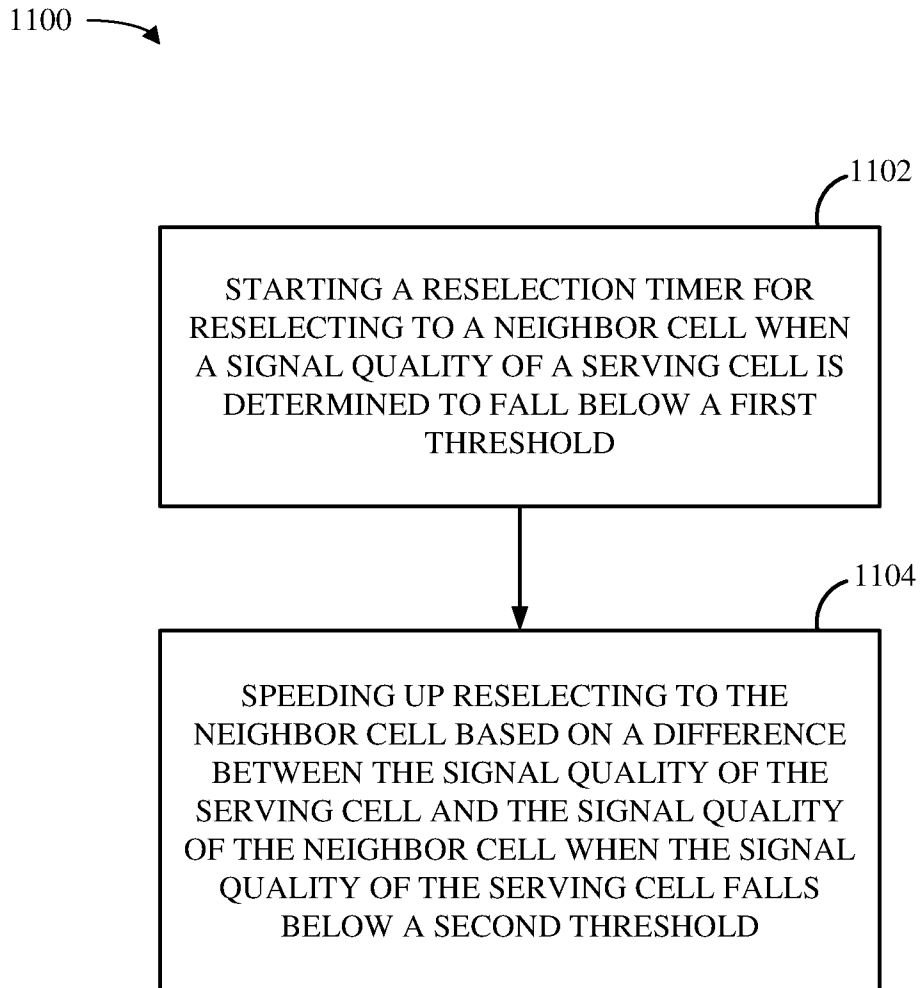 1100
1102
STARTING A RESELECTION TIMER FOR
RESELECTING TO A NEIGHBOR CELL WHEN
A SIGNAL QUALITY OF A SERVING CELL IS
DETERMINED TO FALL BELOW A FIRST
THRESHOLD
1104
SPEEDING UP RESELECTING TO THE
NEIGHBOR CELL BASED ON A DIFFERENCE
BETWEEN THE SIGNAL QUALITY OF THE
SERVING CELL AND THE SIGNAL QUALITY
OF THE NEIGHBOR CELL WHEN THE SIGNAL
QUALITY OF THE SERVING CELL FALLS
BELOW A SECOND THRESHOLD